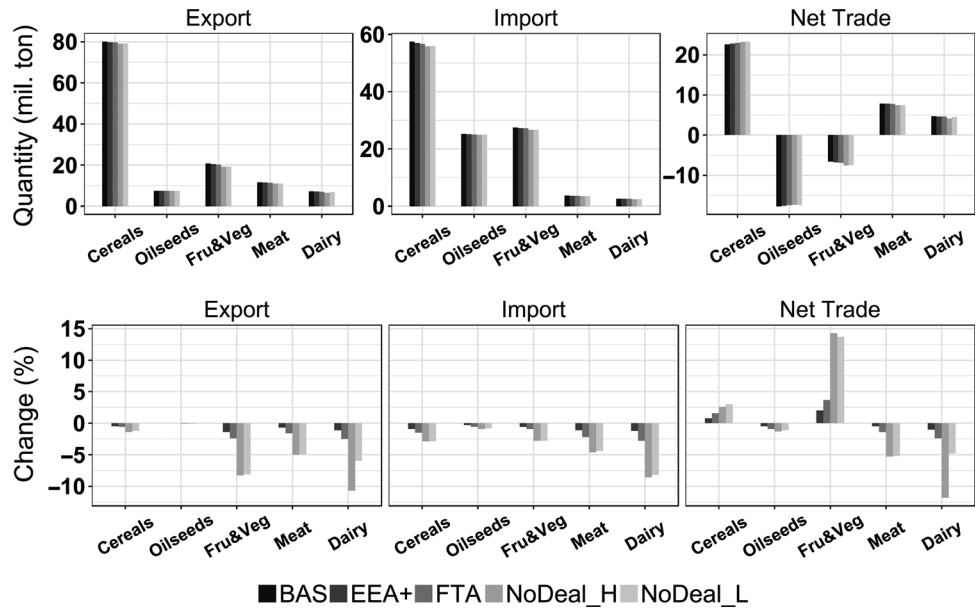 Export Import Net Trade
Quantity (mil. ton)
80
60
40
20
0
60
40
20
0
20
10
0
−10
Cereals Oilseeds Fru&Veg Meat Dairy
Cereals Oilseeds Fru&Veg Meat Dairy
Cereals Oilseeds Fru&Veg Meat Dairy
Export Import Net Trade
Change (%)
15
10
5
0
−5
−10
Cereals Oilseeds Fru&Veg Meat Dairy
Cereals Oilseeds Fru&Veg Meat Dairy
Cereals Oilseeds Fru&Veg Meat Dairy
BAS EEA+ FTA NoDeal_H NoDeal_L